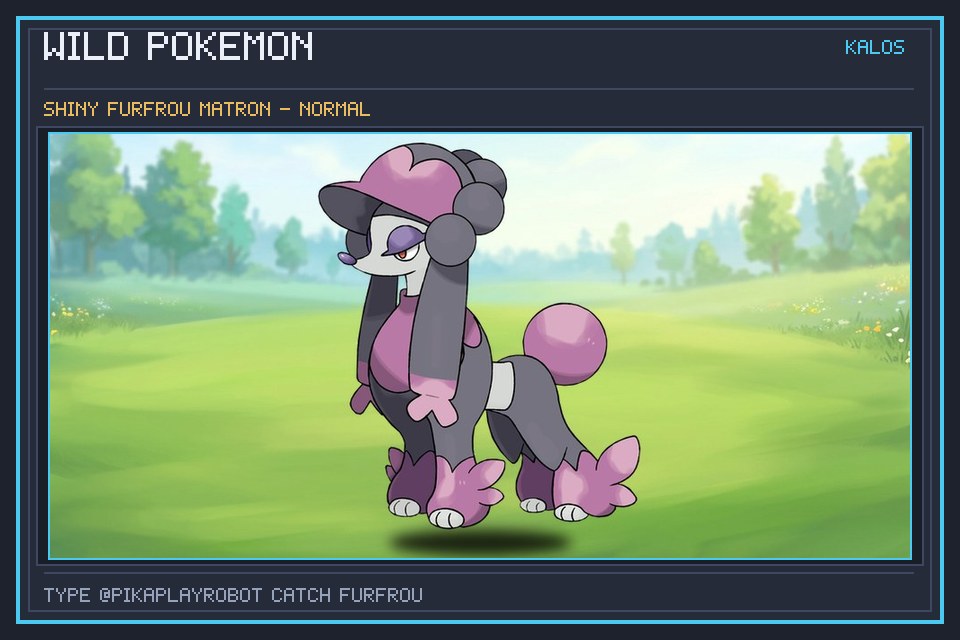 WILD POKEMON
KALOS
SHINY FURFROU MATRON - NORMAL
TYPE @PIKAPLAYROBOT CATCH FURFROU